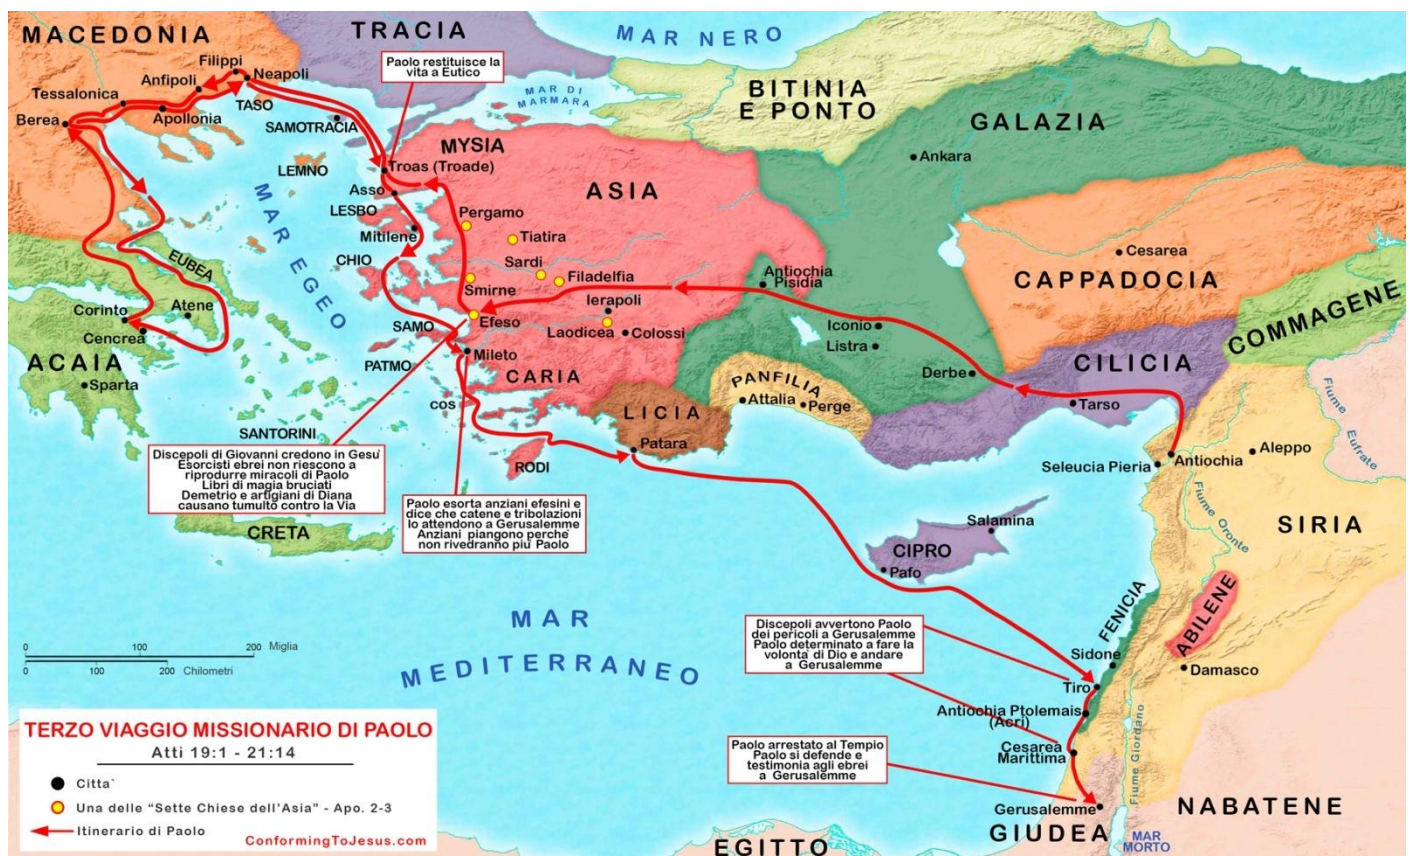 MACEDONIA
TRACIA
MAR NERO
BITINIA
E PONTO
GALAZIA
Ankara
Filippi
Neapoli
Anfipoli
Tessalonica
Berea
Apollonia
TASO
SAMOTRACIA
LEMNO
Paolo restituisce la
vita a Eutico
MAR DI
MARMARA
MYSIA
ASIA
Troas (Troade)
Asso
LESBO
Mitilene
CHIO
MAR EGEO
Pergamo
Tiatira
Sardi
Filadelfia
Smirne
Ierapoli
Efeso
Laodicea
Colossi
SAMO
PATMO
Mileto
CARIA
cos
EUBEA
Corinto
Atene
Cencrea
ACAIA
Sparta
SANTORINI
Antiochia
Pisidia
Iconio
Listra
Derbe
CAPPADOCIA
Cesarea
COMMAGENE
CILICIA
Tarso
PANFILIA
Attalia
Perge
LICIA
Patara
RODI
Seleucia Pieria
Antiochia
Aleppo
Fiume
Eufrate
Fiume Oronte
SIRIA
Discepoli di Giovanni credono in Gesu`
Esorcisti ebrei non riescono a
riprodurre miracoli di Paolo
Libri di magia bruciati
Demetrio e artigiani di Diana
causano tumulto contro la Via
Paolo esorta anziani efesini e
dice che catene e tribolazioni
lo attendono a Gerusalemme
Anziani piangono perche`
non rivedranno piu` Paolo
CRETA
Salamina
CIPRO
Pafo
MAR
MEDITERRANEO
FENICIA
ABILENE
Sidone
Damasco
Tiro
Discepoli avvertono Paolo
dei pericoli a Gerusalemme
Paolo determinato a fare la
volonta` di Dio e andare
a Gerusalemme
Antiochia Ptolemais
(Acri)
Cesarea
Marittima
Fiume Giordano
Paolo arrestato al Tempio
Paolo si defende e
testimonia agli ebrei
a Gerusalemme
Gerusalemme
GIUDEA
NABATENE
MAR
MORTO
EGITTO
0 200 Miglia
0 100 200 Chilometri
TERZO VIAGGIO MISSIONARIO DI PAOLO
Atti 19:1 - 21:14
Citta`
Una delle "Sette Chiese dell'Asia" - Apo. 2-3
Itinerario di Paolo
ConformingToJesus.com